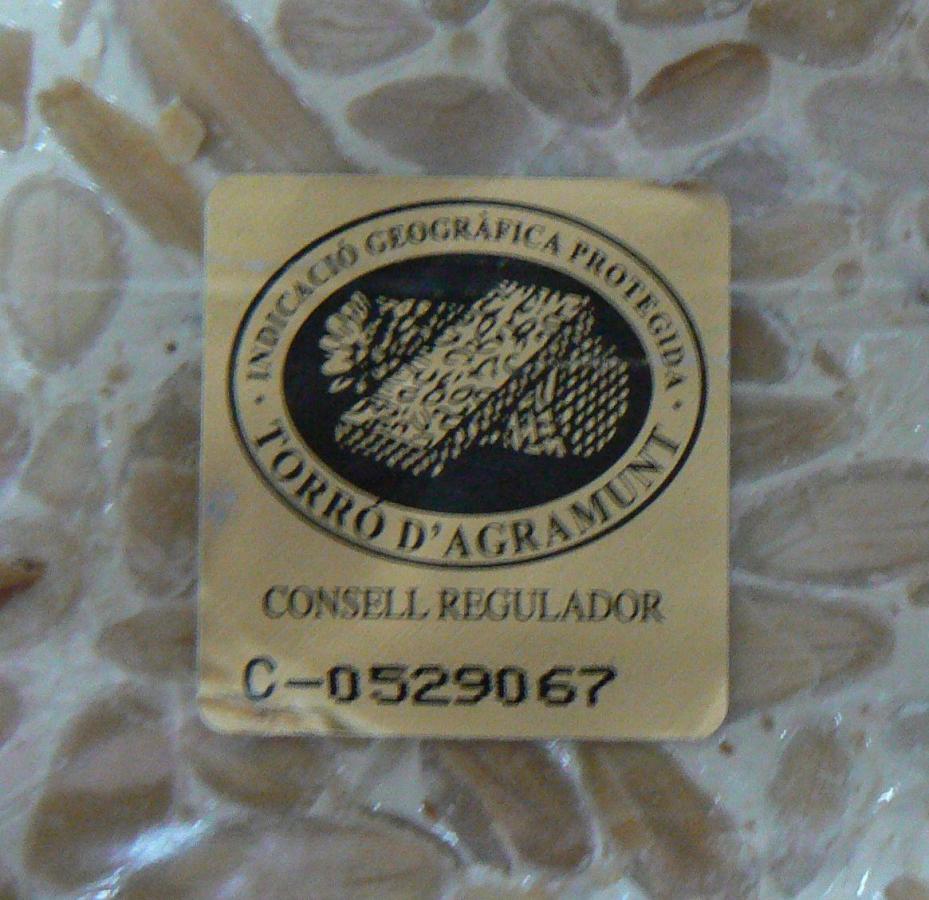 · INDICACIÓ GEOGRÀFICA PROTEGIDA ·
TORRÓ D'AGRAMUNT
CONSELL REGULADOR
C-0529067